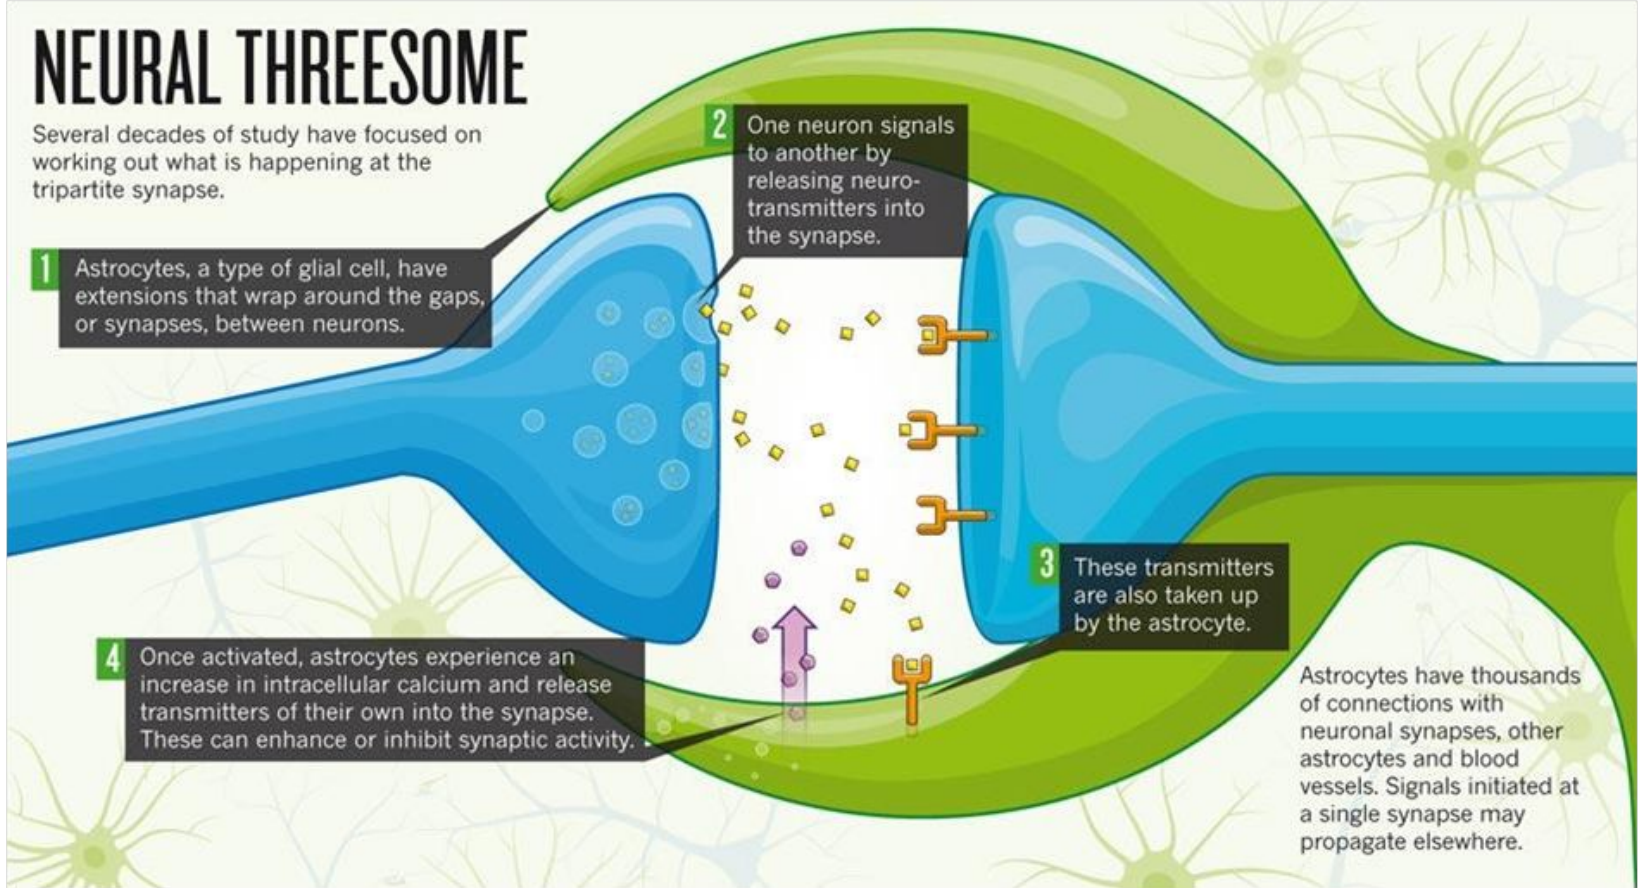 NEURAL THREESOME
Several decades of study have focused on
working out what is happening at the
tripartite synapse.
1
Astrocytes, a type of glial cell, have
extensions that wrap around the gaps,
or synapses, between neurons.
2
One neuron signals
to another by
releasing neuro-
transmitters into
the synapse.
3
These transmitters
are also taken up
by the astrocyte.
4
Once activated, astrocytes experience an
increase in intracellular calcium and release
transmitters of their own into the synapse.
These can enhance or inhibit synaptic activity.
Astrocytes have thousands
of connections with
neuronal synapses, other
astrocytes and blood
vessels. Signals initiated at
a single synapse may
propagate elsewhere.